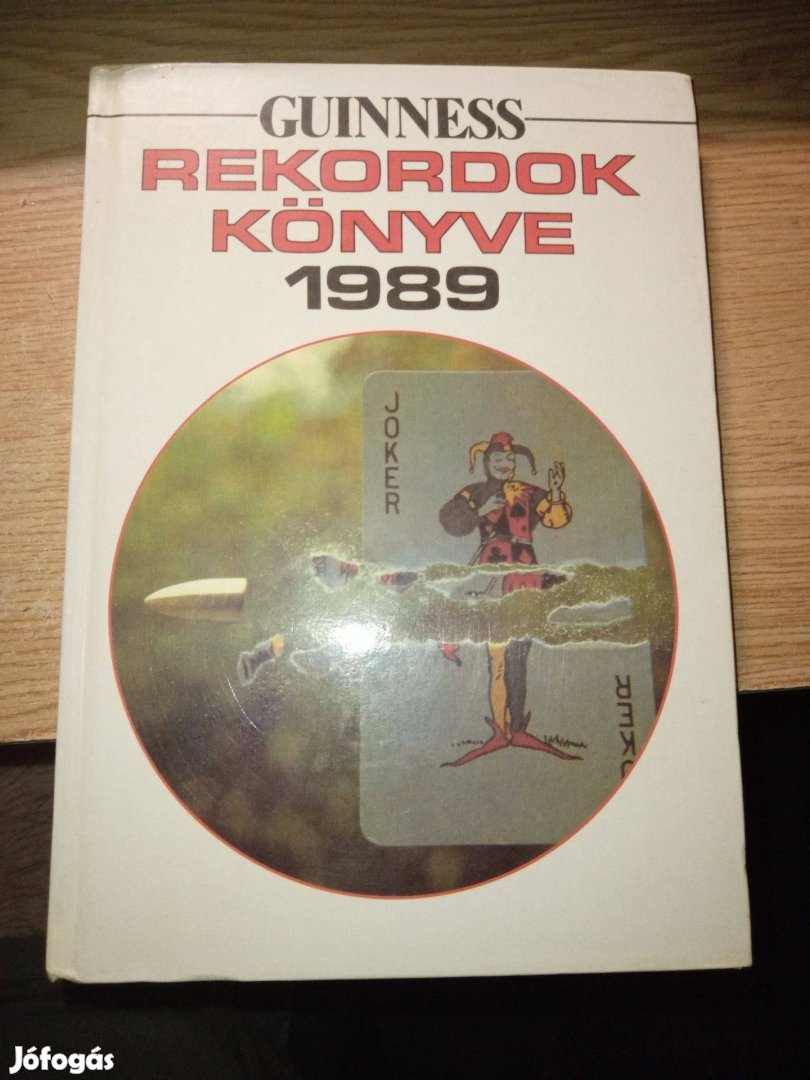 GUINNESS
REKORDOK
KÖNYVE
1989
JOKER
JOKER
Jófogás